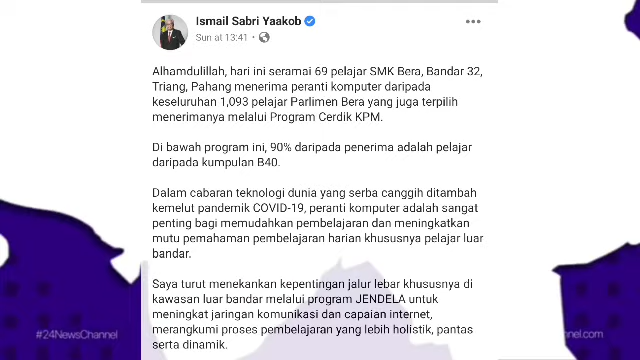 Ismail Sabri Yaakob
Sun at 13:41 •
Alhamdulillah, hari ini seramai 69 pelajar SMK Bera, Bandar 32,
Triang, Pahang menerima peranti komputer daripada
keseluruhan 1,093 pelajar Parlimen Bera yang juga terpilih
menerimanya melalui Program Cerdik KPM.
Di bawah program ini, 90% daripada penerima adalah pelajar
daripada kumpulan B40.
Dalam cabaran teknologi dunia yang serba canggih ditambah
kemelut pandemik COVID-19, peranti komputer adalah sangat
penting bagi memudahkan pembelajaran dan meningkatkan
mutu pemahaman pembelajaran harian khususnya pelajar luar
bandar.
Saya turut menekankan kepentingan jalur lebar khususnya di
kawasan luar bandar melalui program JENDELA untuk
meningkat jaringan komunikasi dan capaian internet,
merangkumi proses pembelajaran yang lebih holistik, pantas
serta dinamik.
#24NewsChannel
#24NewsChannel